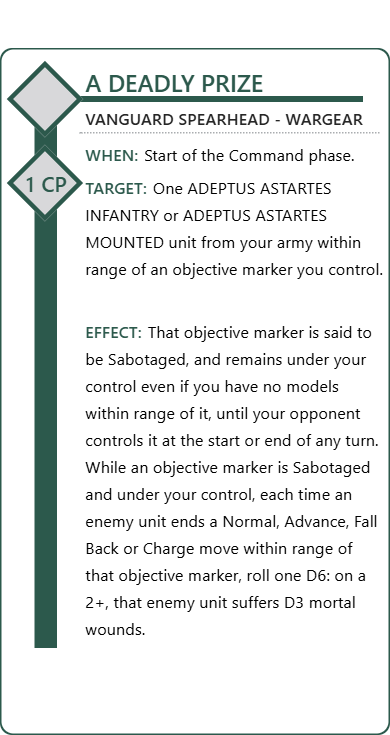 A DEADLY PRIZE
VANGUARD SPEARHEAD - WARGEAR
WHEN: Start of the Command phase.
1 CP
TARGET: One ADEPTUS ASTARTES
INFANTRY or ADEPTUS ASTARTES
MOUNTED unit from your army within
range of an objective marker you control.
EFFECT: That objective marker is said to
be Sabotaged, and remains under your
control even if you have no models
within range of it, until your opponent
controls it at the start or end of any turn.
While an objective marker is Sabotaged
and under your control, each time an
enemy unit ends a Normal, Advance, Fall
Back or Charge move within range of
that objective marker, roll one D6: on a
2+, that enemy unit suffers D3 mortal
wounds.